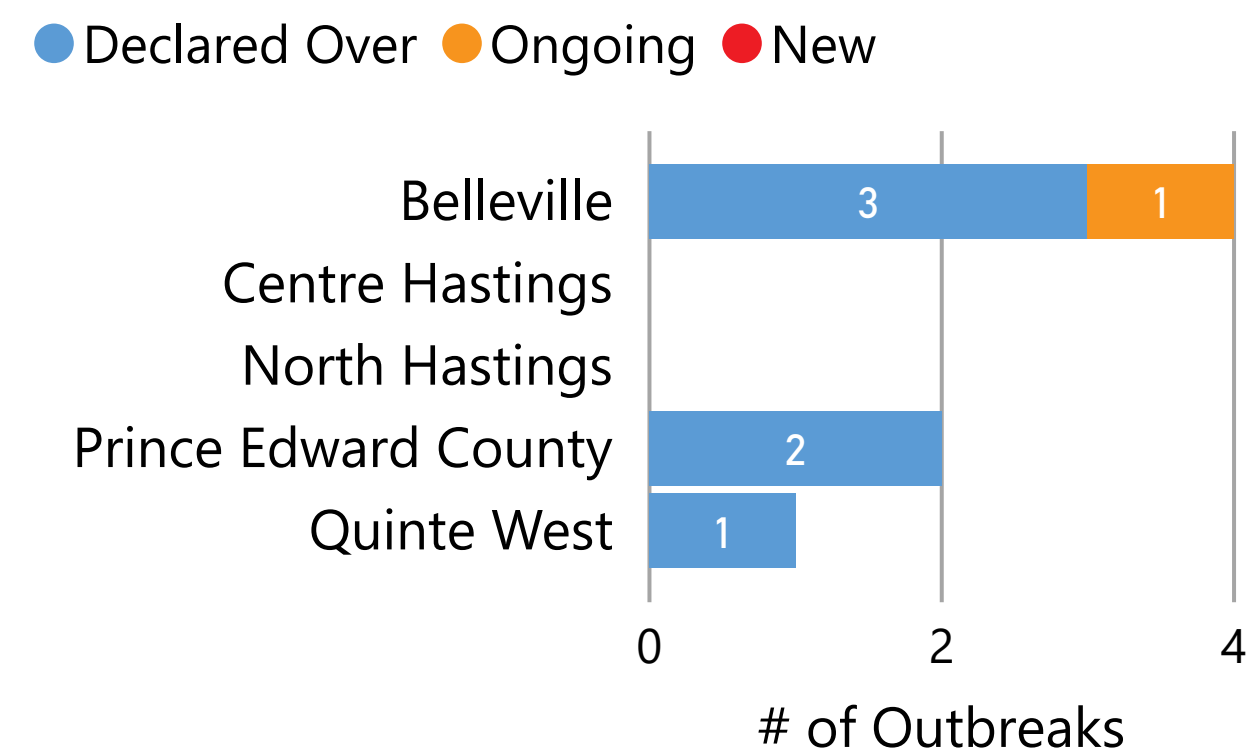 Declared Over Ongoing New
Belleville 3 1
Centre Hastings
North Hastings
Prince Edward County 2
Quinte West 1
0 2 4
# of Outbreaks